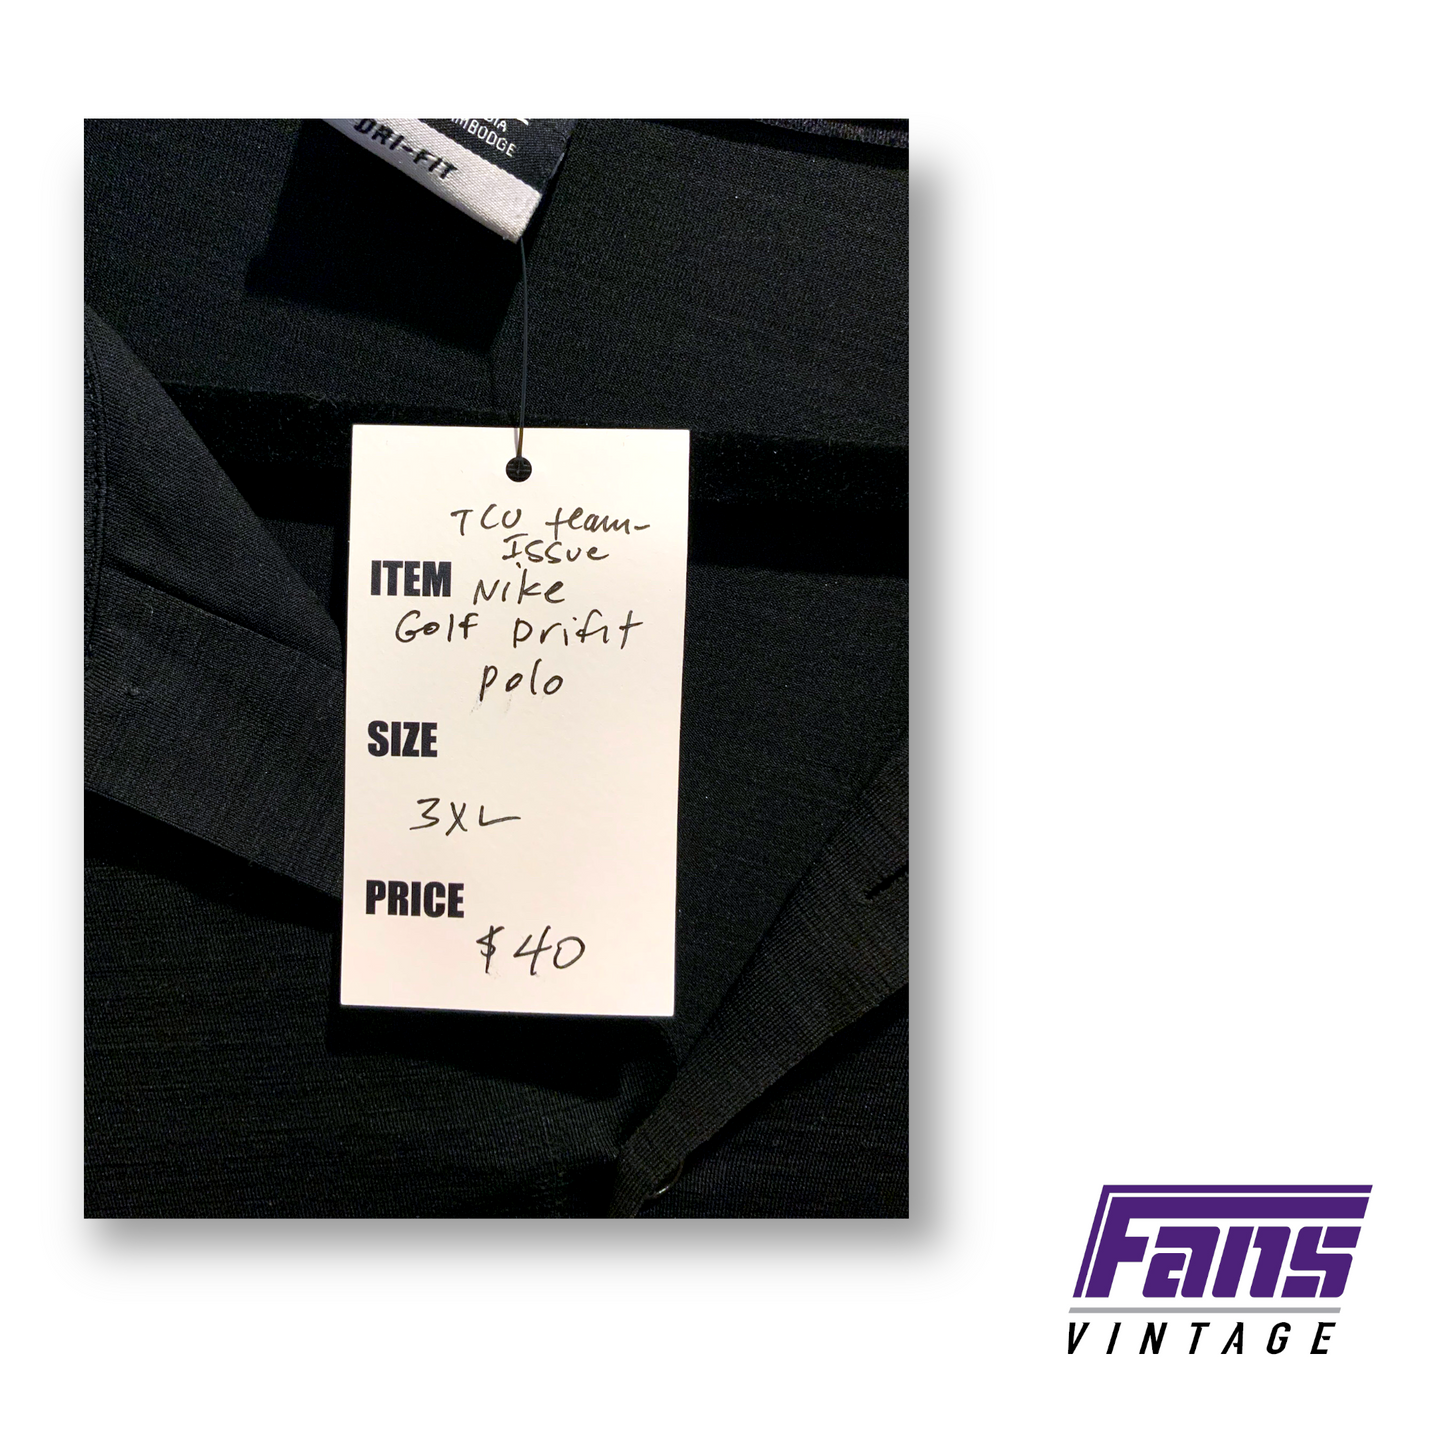 DRI-FIT
TCU team-
Issue
ITEM Nike
Golf Drifit
polo
SIZE
3XL
PRICE
$40
Fans
VINTAGE